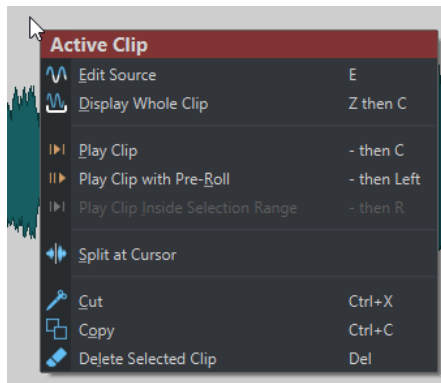 Active Clip
Edit Source E
Display Whole Clip Z then C
Play Clip - then C
Play Clip with Pre-Roll - then Left
Play Clip Inside Selection Range - then R
Split at Cursor
Cut Ctrl+X
Copy Ctrl+C
Delete Selected Clip Del